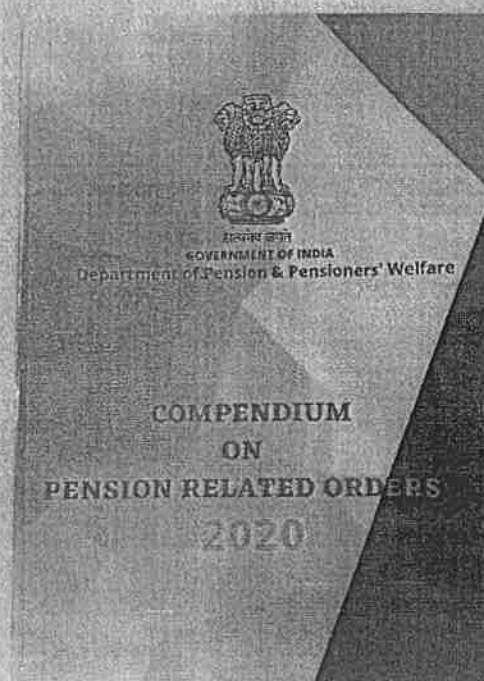 सत्यमेव जयते
GOVERNMENT OF INDIA
Department of Pension & Pensioners' Welfare
COMPENDIUM
ON
PENSION RELATED ORDERS
2020